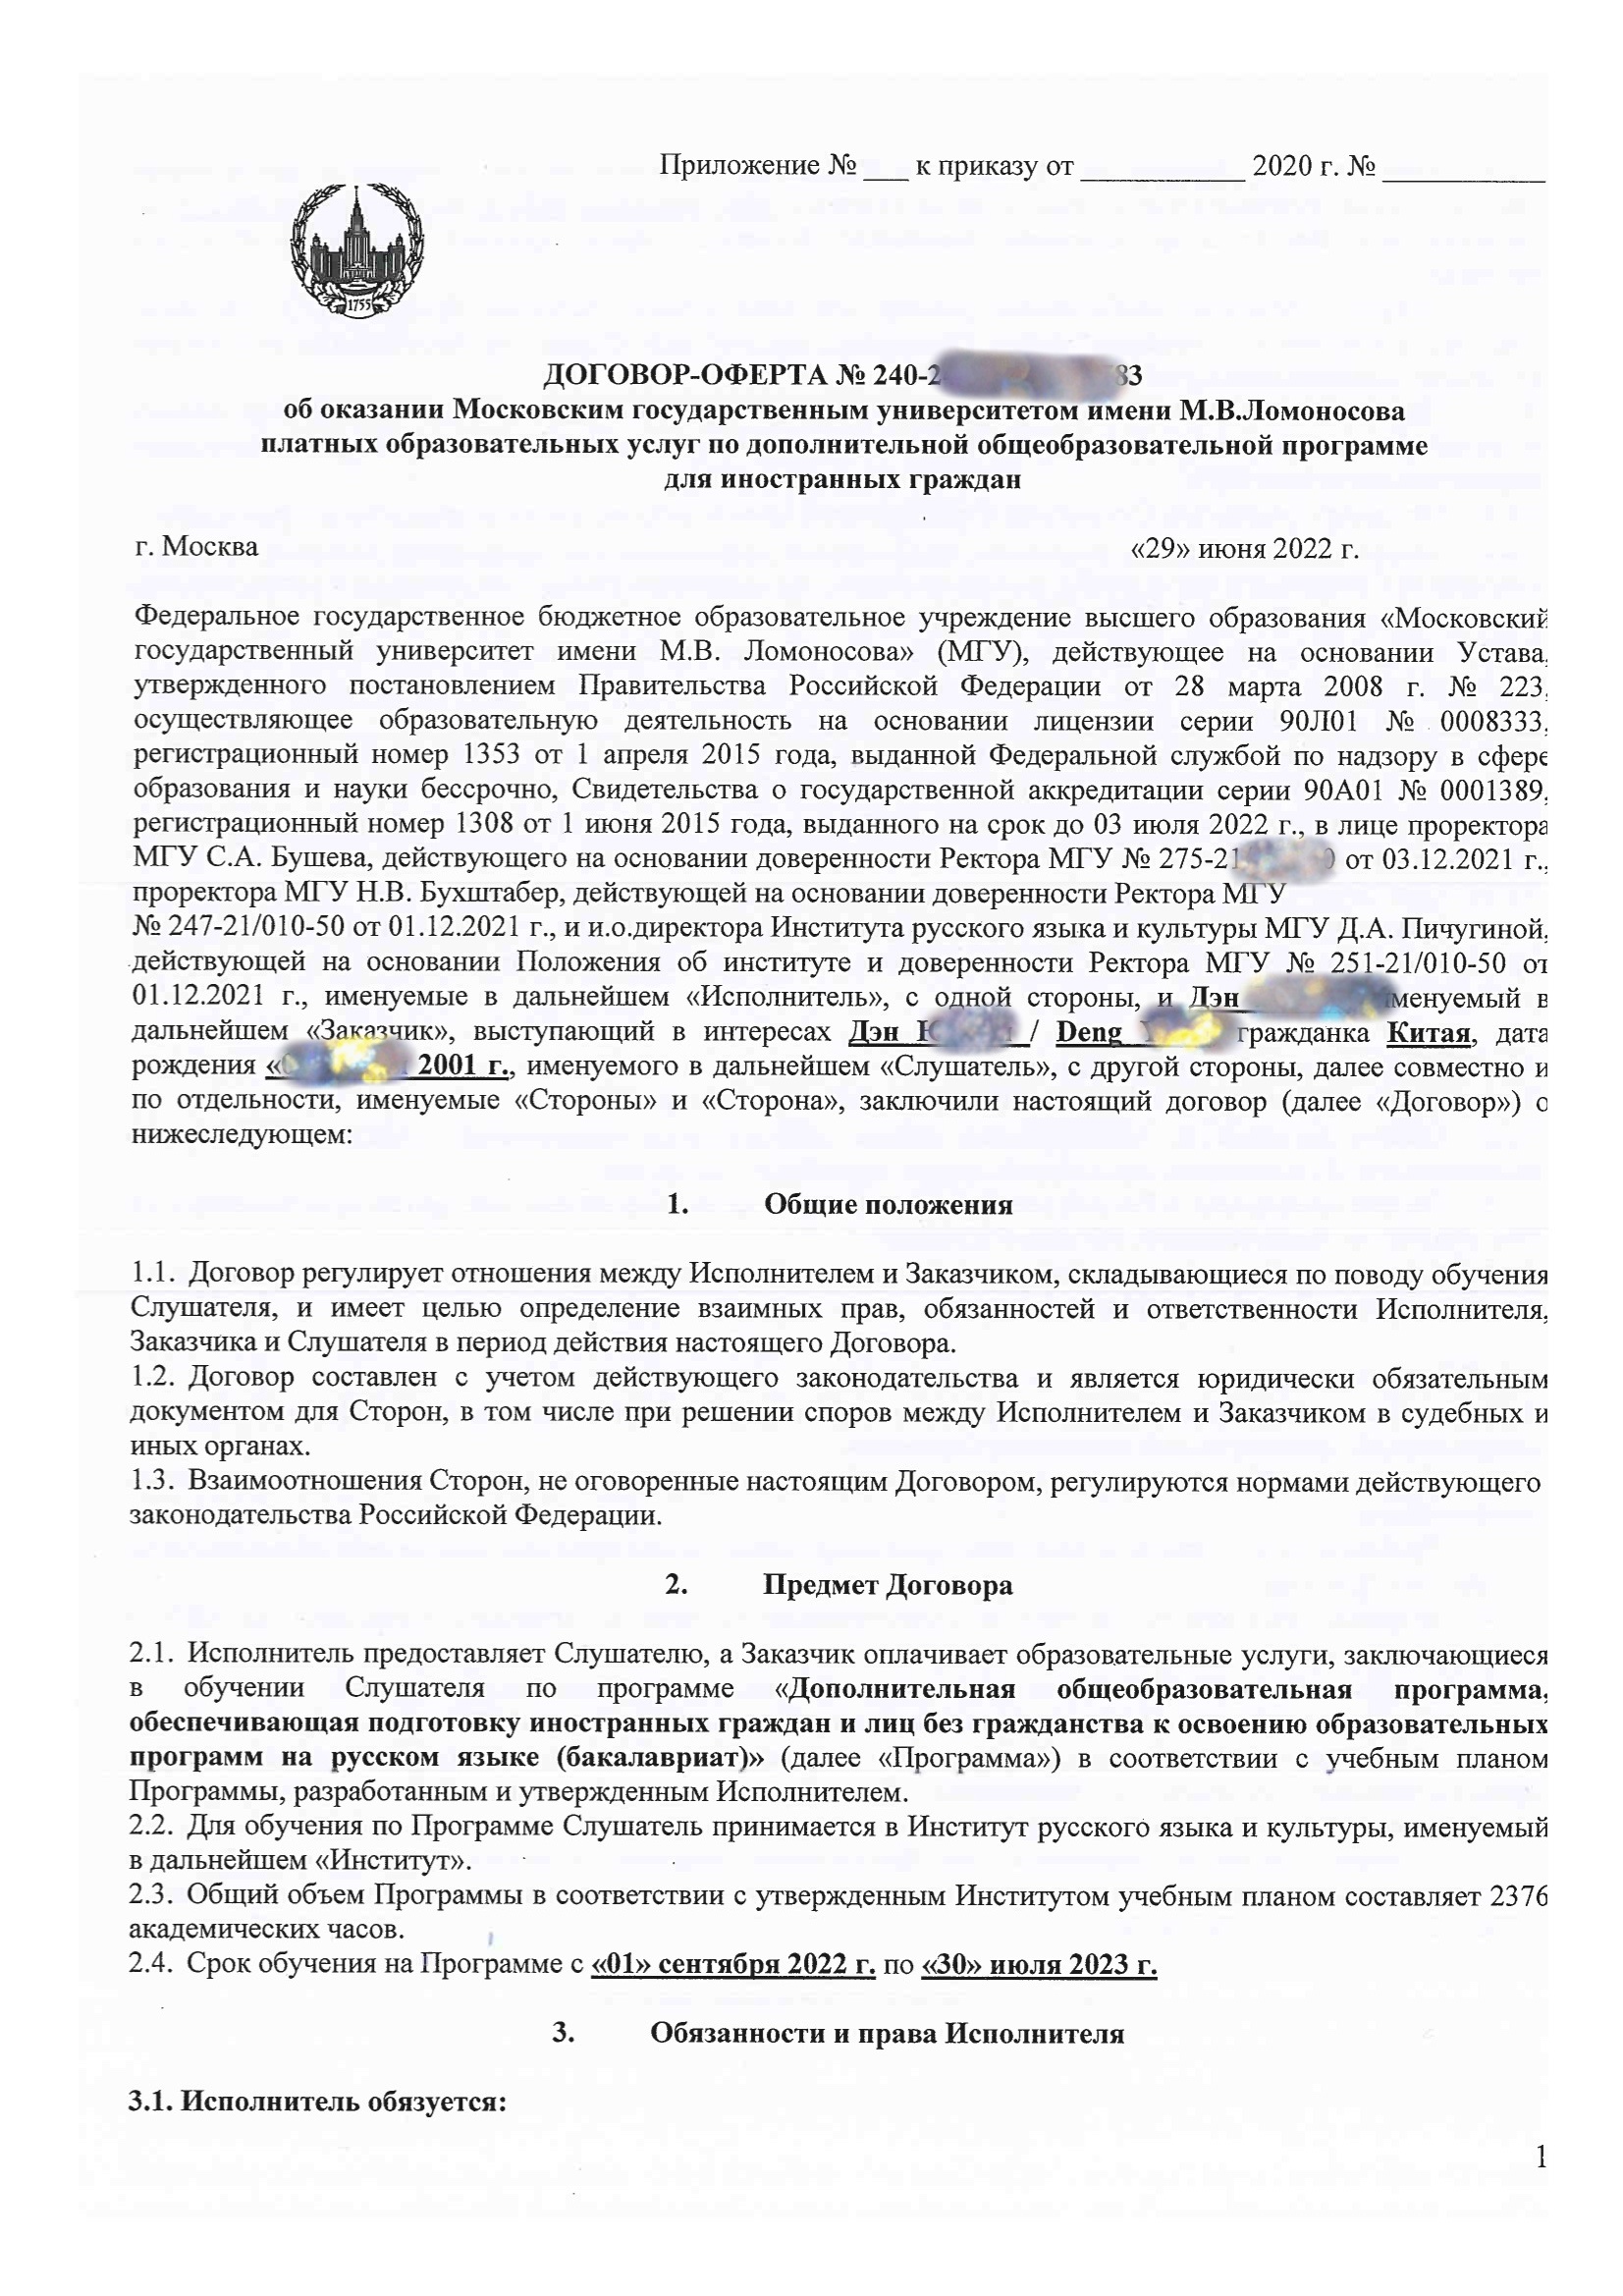 Приложение № ___ к приказу от ___________ 2020 г. № ___________
1755
ДОГОВОР-ОФЕРТА № 240-2 83
об оказании Московским государственным университетом имени М.В.Ломоносова
платных образовательных услуг по дополнительной общеобразовательной программе
для иностранных граждан
г. Москва «29» июня 2022 г.
Федеральное государственное бюджетное образовательное учреждение высшего образования «Московский
государственный университет имени М.В. Ломоносова» (МГУ), действующее на основании Устава,
утвержденного постановлением Правительства Российской Федерации от 28 марта 2008 г. № 223,
осуществляющее образовательную деятельность на основании лицензии серии 90Л01 № 0008333,
регистрационный номер 1353 от 1 апреля 2015 года, выданной Федеральной службой по надзору в сфере
образования и науки бессрочно, Свидетельства о государственной аккредитации серии 90А01 № 0001389,
регистрационный номер 1308 от 1 июня 2015 года, выданного на срок до 03 июля 2022 г., в лице проректора
МГУ С.А. Бушева, действующего на основании доверенности Ректора МГУ № 275-21 от 03.12.2021 г.,
проректора МГУ Н.В. Бухштабер, действующей на основании доверенности Ректора МГУ
№ 247-21/010-50 от 01.12.2021 г., и и.о.директора Института русского языка и культуры МГУ Д.А. Пичугиной,
действующей на основании Положения об институте и доверенности Ректора МГУ № 251-21/010-50 от
01.12.2021 г., именуемые в дальнейшем «Исполнитель», с одной стороны, и Дэн менуемый в
дальнейшем «Заказчик», выступающий в интересах Дэн / Deng гражданка Китая, дата
рождения « 2001 г., именуемого в дальнейшем «Слушатель», с другой стороны, далее совместно и
по отдельности, именуемые «Стороны» и «Сторона», заключили настоящий договор (далее «Договор») о
нижеследующем:
1. Общие положения
1.1. Договор регулирует отношения между Исполнителем и Заказчиком, складывающиеся по поводу обучения
Слушателя, и имеет целью определение взаимных прав, обязанностей и ответственности Исполнителя,
Заказчика и Слушателя в период действия настоящего Договора.
1.2. Договор составлен с учетом действующего законодательства и является юридически обязательным
документом для Сторон, в том числе при решении споров между Исполнителем и Заказчиком в судебных и
иных органах.
1.3. Взаимоотношения Сторон, не оговоренные настоящим Договором, регулируются нормами действующего
законодательства Российской Федерации.
2. Предмет Договора
2.1. Исполнитель предоставляет Слушателю, а Заказчик оплачивает образовательные услуги, заключающиеся
в обучении Слушателя по программе «Дополнительная общеобразовательная программа,
обеспечивающая подготовку иностранных граждан и лиц без гражданства к освоению образовательных
программ на русском языке (бакалавриат)» (далее «Программа») в соответствии с учебным планом
Программы, разработанным и утвержденным Исполнителем.
2.2. Для обучения по Программе Слушатель принимается в Институт русского языка и культуры, именуемый
в дальнейшем «Институт».
2.3. Общий объем Программы в соответствии с утвержденным Институтом учебным планом составляет 2376
академических часов.
2.4. Срок обучения на Программе с «01» сентября 2022 г. по «30» июля 2023 г.
3. Обязанности и права Исполнителя
3.1. Исполнитель обязуется:
1